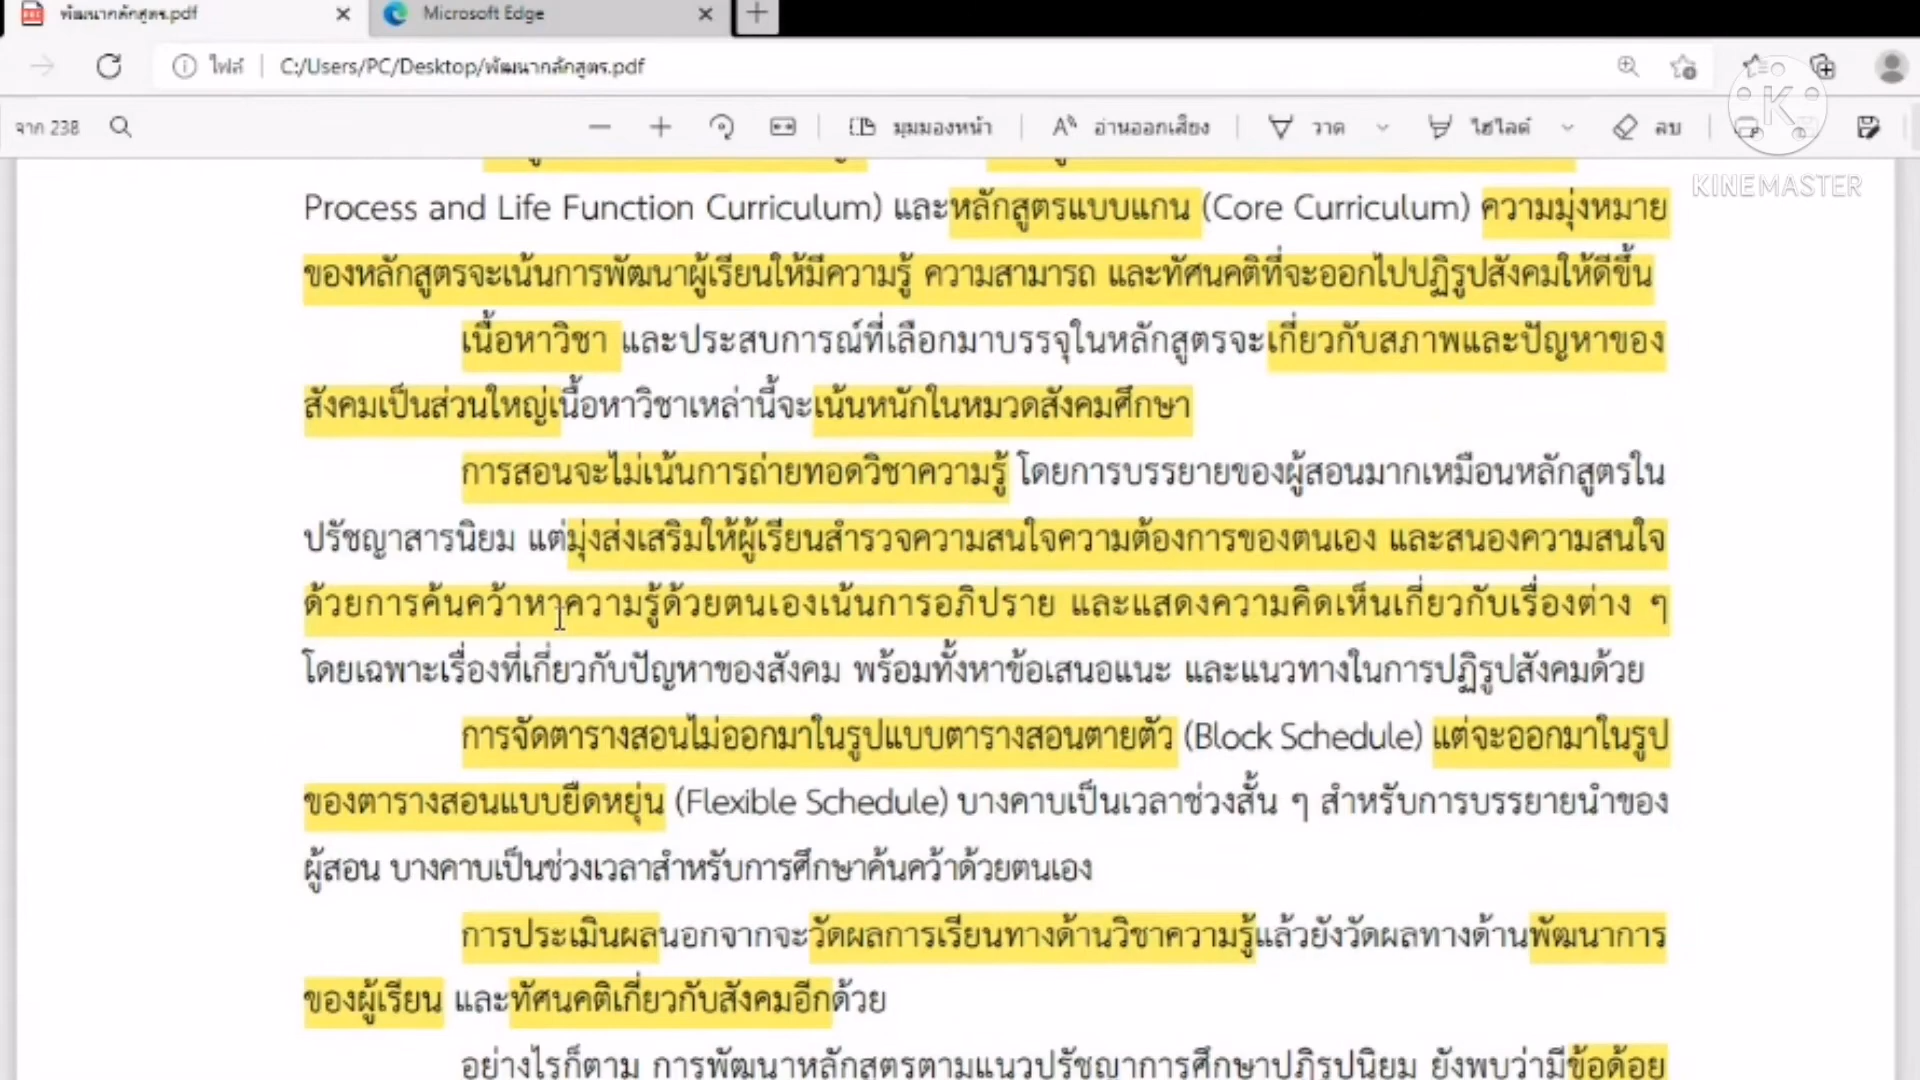 พัฒนากลักสูตร.pdf
Microsoft Edge
ไฟล์ C:/Users/PC/Desktop/พัฒนากลักสูตร.pdf
จาก 238 มุมมองหน้า อ่านออกเสียง วาด ไฮไลต์ ลบ
K
KINEMASTER
Process and Life Function Curriculum) และหลักสูตรแบบแกน (Core Curriculum) ความมุ่งหมาย
ของหลักสูตรจะเน้นการพัฒนาผู้เรียนให้มีความรู้ ความสามารถ และทัศนคติที่จะออกไปปฏิรูปสังคมให้ดีขึ้น
เนื้อหาวิชา และประสบการณ์ที่เลือกมาบรรจุในหลักสูตรจะเกี่ยวกับสภาพและปัญหาของ
สังคมเป็นส่วนใหญ่เนื้อหาวิชาเหล่านี้จะเน้นหนักในหมวดสังคมศึกษา
การสอนจะไม่เน้นการถ่ายทอดวิชาความรู้ โดยการบรรยายของผู้สอนมากเหมือนหลักสูตรใน
ปรัชญาสารนิยม แต่มุ่งส่งเสริมให้ผู้เรียนสำรวจความสนใจความต้องการของตนเอง และสนองความสนใจ
ด้วยการค้นคว้าหาความรู้ด้วยตนเองเน้นการอภิปราย และแสดงความคิดเห็นเกี่ยวกับเรื่องต่าง ๆ
โดยเฉพาะเรื่องที่เกี่ยวกับปัญหาของสังคม พร้อมทั้งหาข้อเสนอแนะ และแนวทางในการปฏิรูปสังคมด้วย
การจัดตารางสอนไม่ออกมาในรูปแบบตารางสอนตายตัว (Block Schedule) แต่จะออกมาในรูป
ของตารางสอนแบบยืดหยุ่น (Flexible Schedule) บางคาบเป็นเวลาช่วงสั้น ๆ สำหรับการบรรยายนำของ
ผู้สอน บางคาบเป็นช่วงเวลาสำหรับการศึกษาค้นคว้าด้วยตนเอง
การประเมินผลนอกจากจะวัดผลการเรียนทางด้านวิชาความรู้แล้วยังวัดผลทางด้านพัฒนาการ
ของผู้เรียน และทัศนคติเกี่ยวกับสังคมอีกด้วย
อย่างไรก็ตาม การพัฒนาหลักสูตรตามแนวปรัชญาการศึกษาปฏิรูปนิยม ยังพบว่ามีข้อด้อย